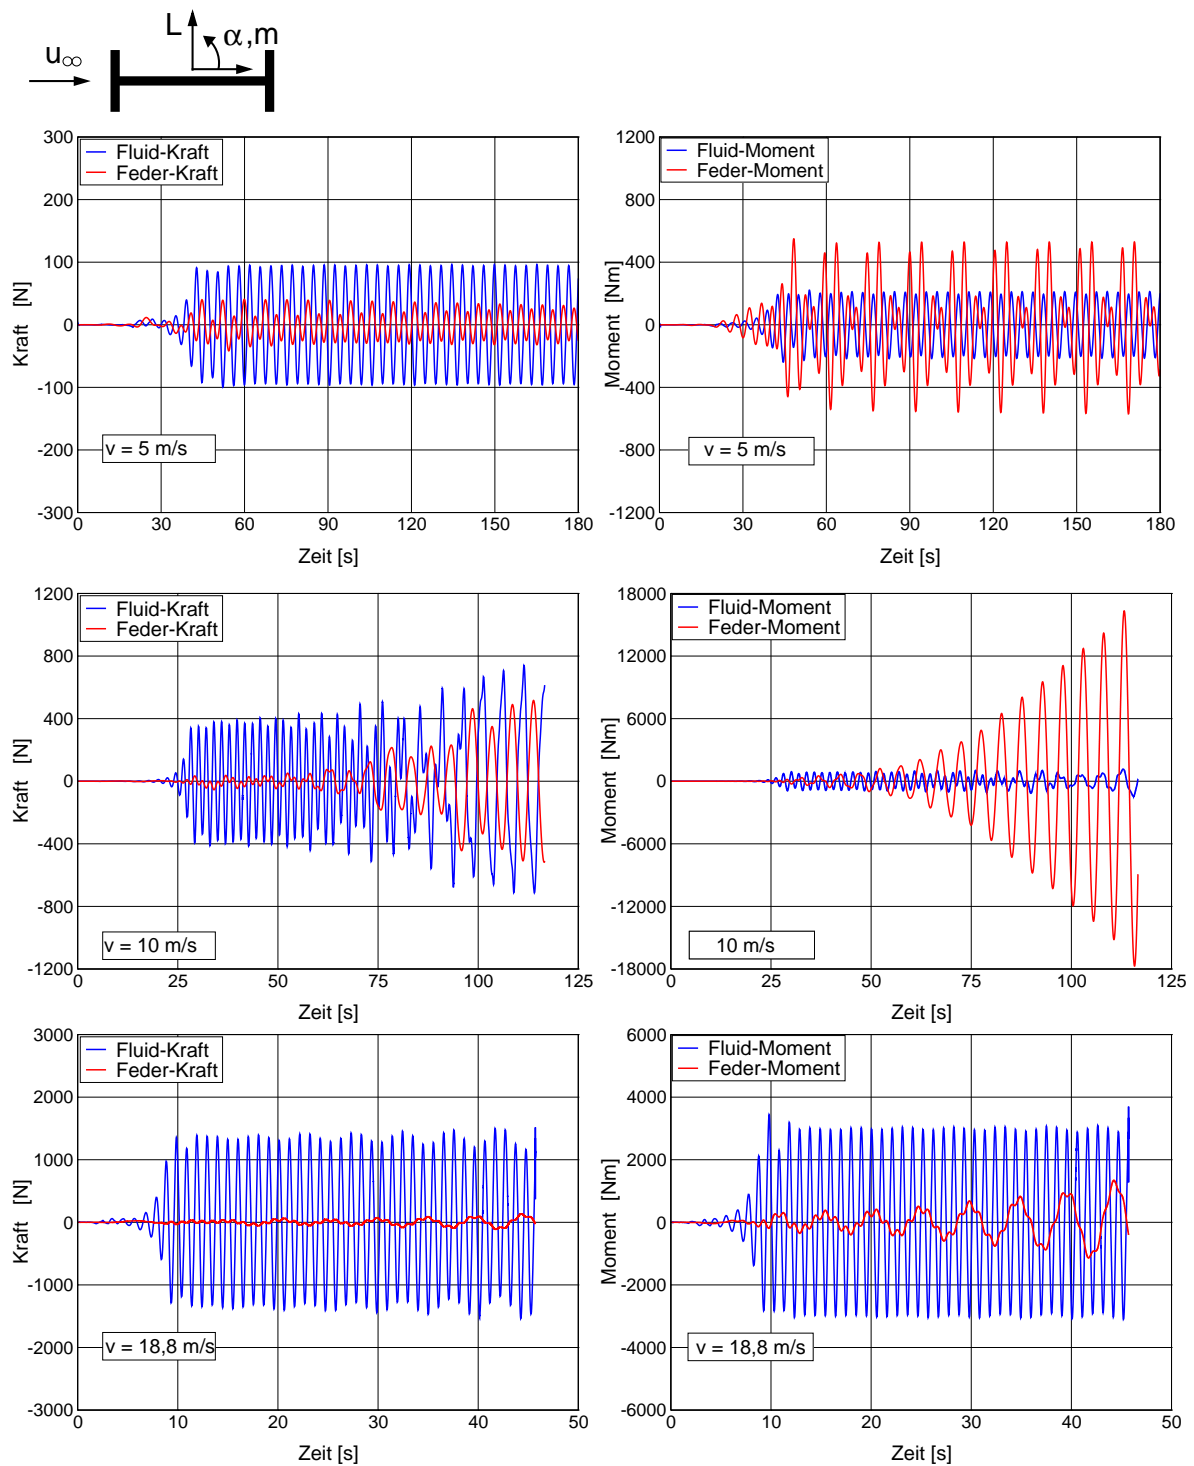 L
α,m
u∞
300
200
100
0
-100
-200
-300
Kraft [N]
Fluid-Kraft
Feder-Kraft
v = 5 m/s
0 30 60 90 120 150 180
Zeit [s]
1200
800
400
0
-400
-800
-1200
Moment [Nm]
Fluid-Moment
Feder-Moment
v = 5 m/s
0 30 60 90 120 150 180
Zeit [s]
1200
800
400
0
-400
-800
-1200
Kraft [N]
Fluid-Kraft
Feder-Kraft
v = 10 m/s
0 25 50 75 100 125
Zeit [s]
18000
12000
6000
0
-6000
-12000
-18000
Moment [Nm]
Fluid-Moment
Feder-Moment
10 m/s
0 25 50 75 100 125
Zeit [s]
3000
2000
1000
0
-1000
-2000
-3000
Kraft [N]
Fluid-Kraft
Feder-Kraft
v = 18,8 m/s
0 10 20 30 40 50
Zeit [s]
6000
4000
2000
0
-2000
-4000
-6000
Moment [Nm]
Fluid-Moment
Feder-Moment
v = 18,8 m/s
0 10 20 30 40 50
Zeit [s]